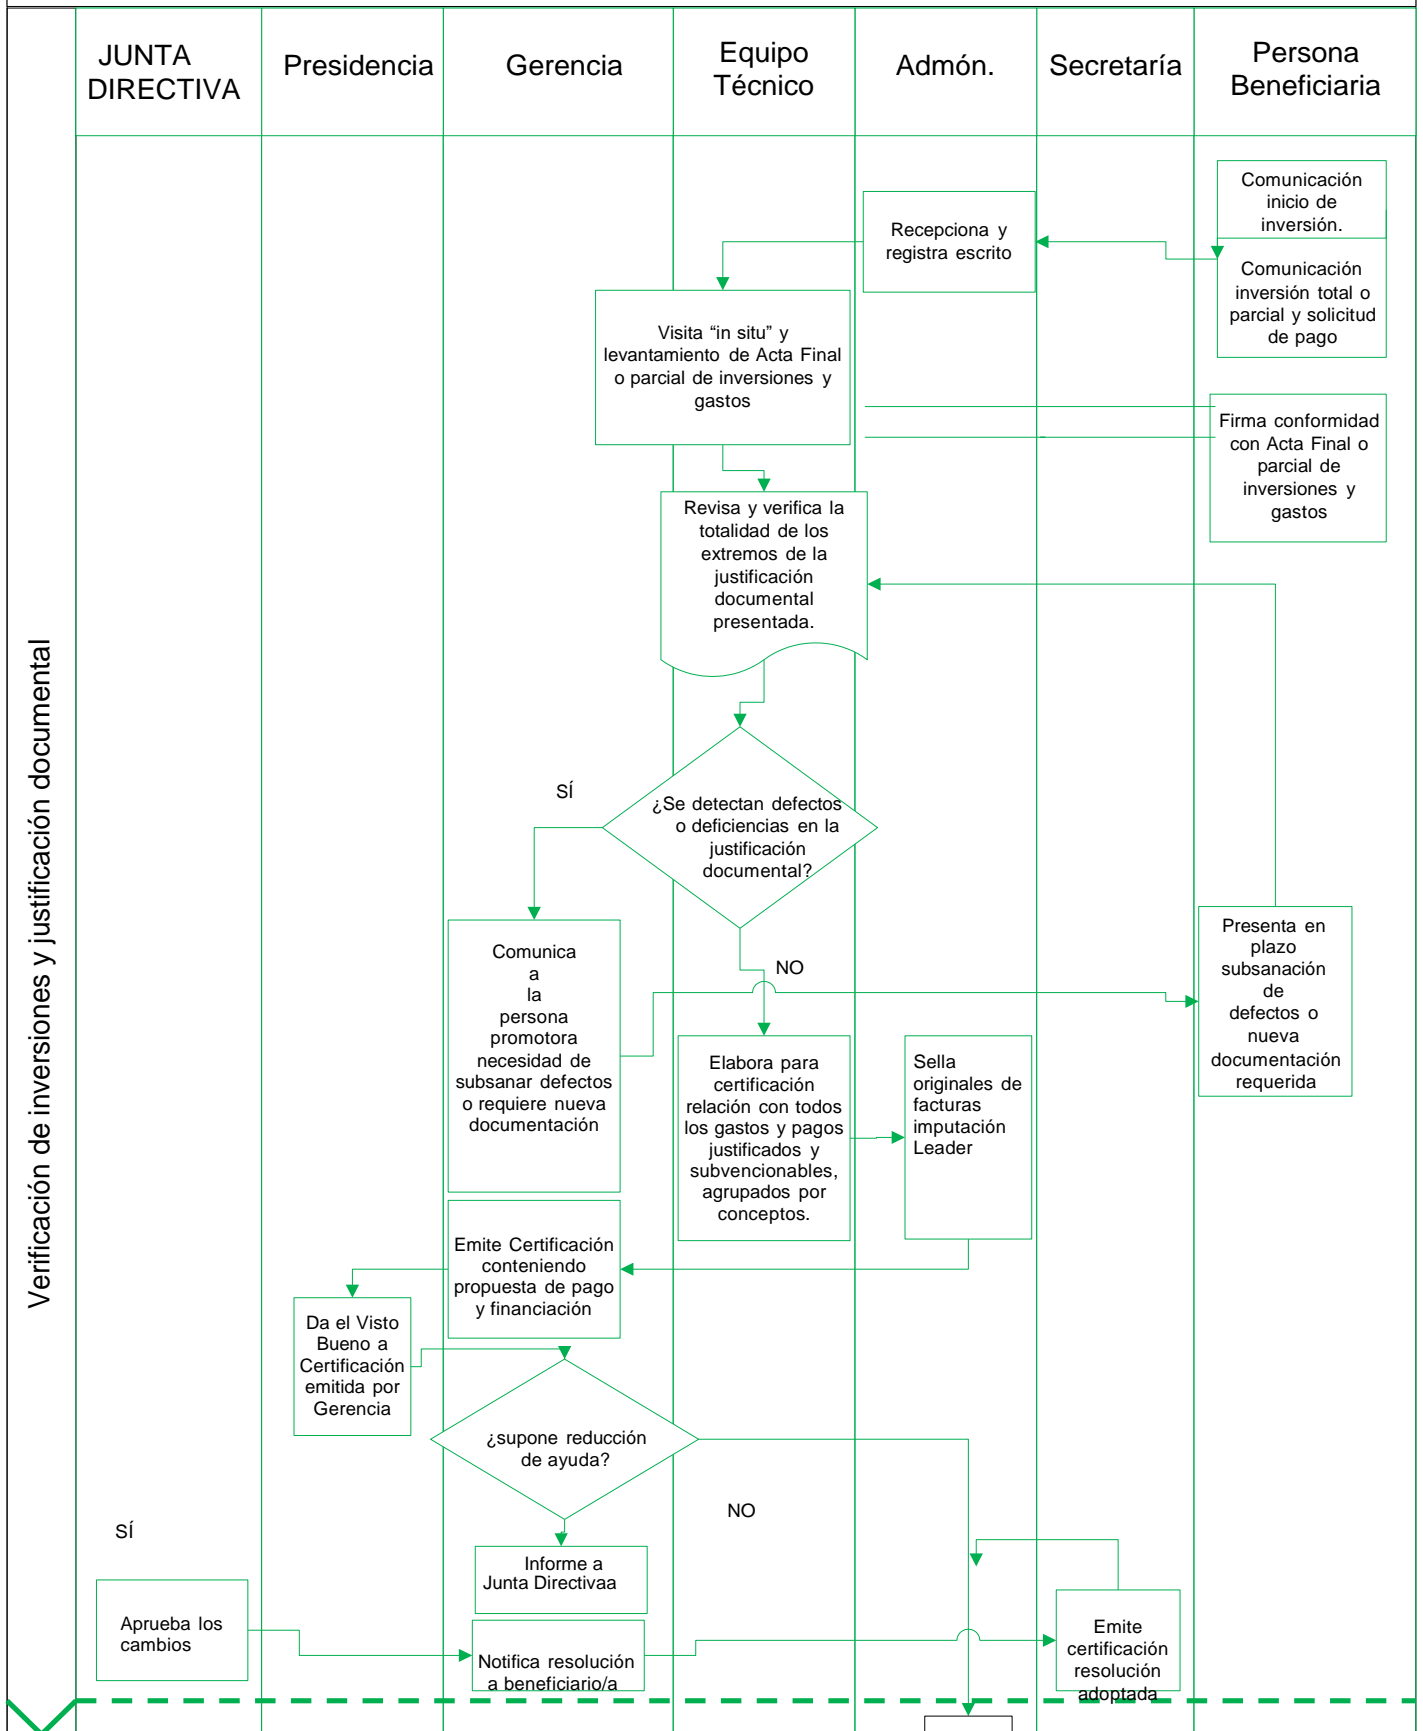 JUNTA
DIRECTIVA
Presidencia
Gerencia
Equipo
Técnico
Admón.
Secretaría
Persona
Beneficiaria
Verificación de inversiones y justificación documental
Comunicación
inicio de
inversión.
Recepciona y
registra escrito
Comunicación
inversión total o
parcial y solicitud
de pago
Visita “in situ” y
levantamiento de Acta Final
o parcial de inversiones y
gastos
Firma conformidad
con Acta Final o
parcial de
inversiones y
gastos
Revisa y verifica la
totalidad de los
extremos de la
justificación
documental
presentada.
SÍ
¿Se detectan defectos
o deficiencias en la
justificación
documental?
NO
Comunica
a
la
persona
promotora
necesidad de
subsanar defectos
o requiere nueva
documentación
Presenta en
plazo
subsanación
de
defectos o
nueva
documentación
requerida
Elabora para
certificación
relación con todos
los gastos y pagos
justificados y
subvencionables,
agrupados por
conceptos.
Sella
originales de
facturas
imputación
Leader
Emite Certificación
conteniendo
propuesta de pago
y financiación
Da el Visto
Bueno a
Certificación
emitida por
Gerencia
¿supone reducción
de ayuda?
NO
SÍ
Informe a
Junta Directivaa
Aprueba los
cambios
Notifica resolución
a beneficiario/a
Emite
certificación
resolución
adoptada